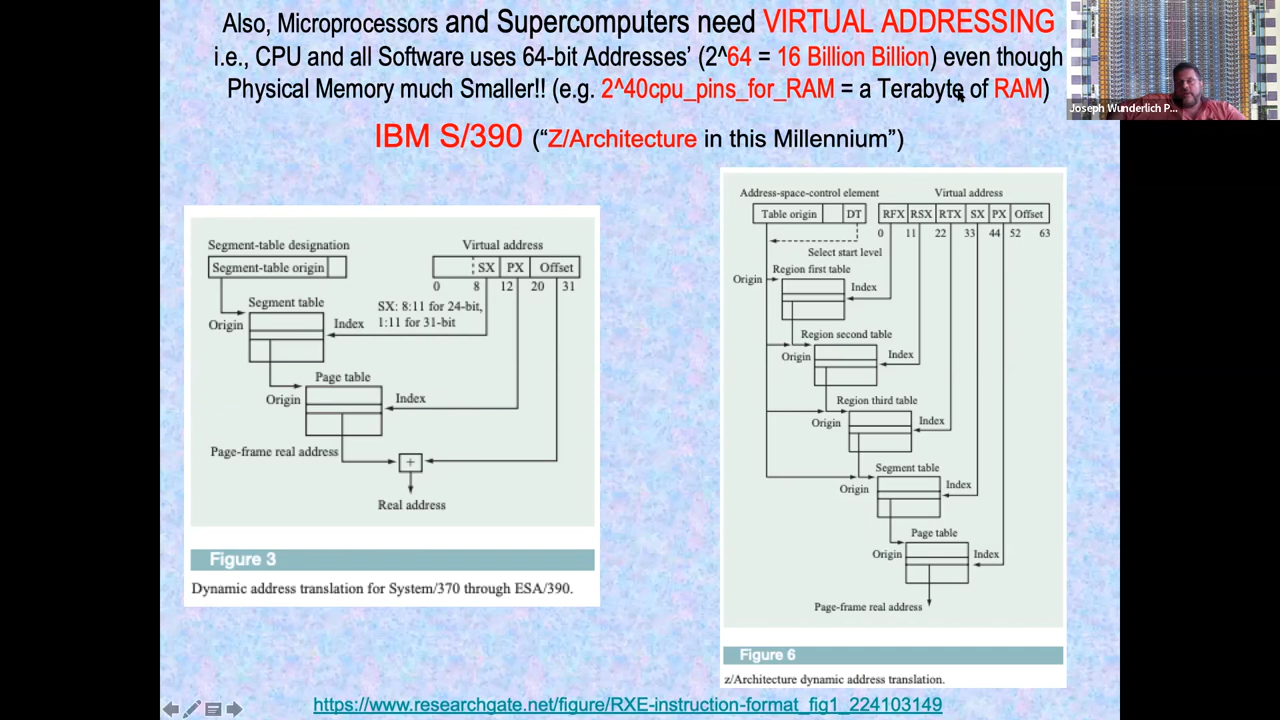 Also, Microprocessors and Supercomputers need VIRTUAL ADDRESSING
i.e., CPU and all Software uses 64-bit Addresses' (2^64 = 16 Billion Billion) even though
Physical Memory much Smaller!! (e.g. 2^40cpu_pins_for_RAM = a Terabyte of RAM)
Joseph Wunderlich P...
IBM S/390 (“Z/Architecture in this Millennium”)
Segment-table designation
Virtual address
Segment-table origin
SX PX Offset
0 8 12 20 31
SX: 8:11 for 24-bit,
1:11 for 31-bit
Segment table
Origin
Index
Page table
Origin
Index
Page-frame real address
+
Real address
Figure 3
Dynamic address translation for System/370 through ESA/390.
Address-space-control element
Virtual address
Table origin DT
RFX RSX RTX SX PX Offset
0 11 22 33 44 52 63
Select start level
Region first table
Origin
Index
Region second table
Origin
Index
Region third table
Origin
Index
Segment table
Origin
Index
Page table
Origin
Index
Page-frame real address
Figure 6
z/Architecture dynamic address translation.
https://www.researchgate.net/figure/RXE-instruction-format_fig1_224103149